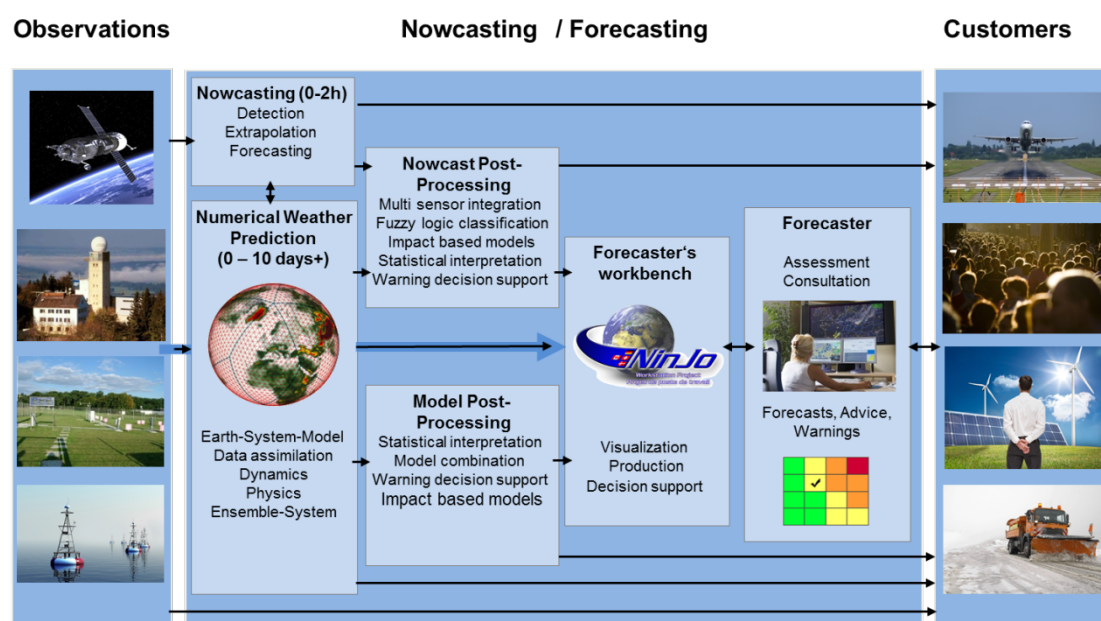 Observations
Nowcasting / Forecasting
Customers
Nowcasting (0-2h)
Detection
Extrapolation
Forecasting
Numerical Weather
Prediction
(0 – 10 days+)
Earth-System-Model
Data assimilation
Dynamics
Physics
Ensemble-System
Nowcast Post-
Processing
Multi sensor integration
Fuzzy logic classification
Impact based models
Statistical interpretation
Warning decision support
Model Post-
Processing
Statistical interpretation
Model combination
Warning decision support
Impact based models
Forecaster‘s
workbench
NinJo
Workstation Project
Visualization
Production
Decision support
Forecaster
Assessment
Consultation
Forecasts, Advice,
Warnings